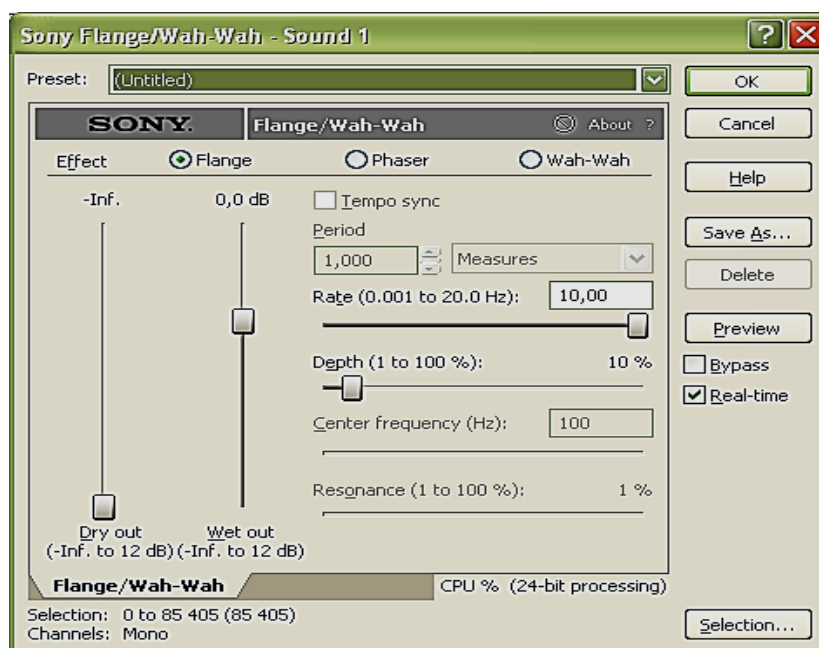 Sony Flange/Wah-Wah - Sound 1
Preset: (Untitled)
OK
SONY. Flange/Wah-Wah About ?
Cancel
Effect Flange Phaser Wah-Wah
Help
-Inf. 0,0 dB Tempo sync
Period
Save As...
1,000 Measures
Delete
Rate (0.001 to 20.0 Hz): 10,00
Preview
Depth (1 to 100 %): 10 %
Bypass
Real-time
Center frequency (Hz): 100
Resonance (1 to 100 %): 1 %
Dry out Wet out
(-Inf. to 12 dB) (-Inf. to 12 dB)
Flange/Wah-Wah CPU % (24-bit processing)
Selection: 0 to 85 405 (85 405)
Channels: Mono
Selection...